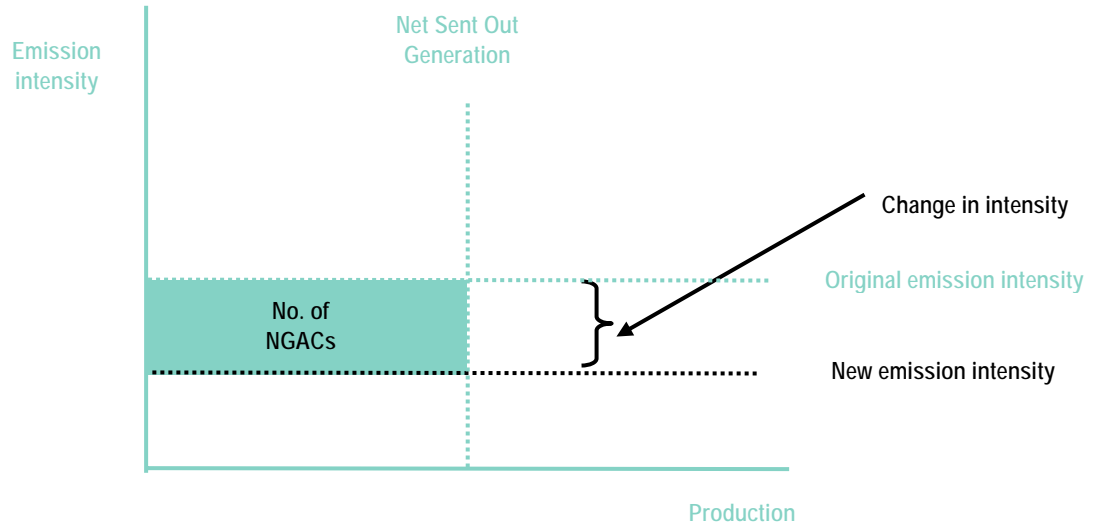 Net Sent Out
Generation
Emission
intensity
Change in intensity
Original emission intensity
No. of
NGACs
New emission intensity
Production